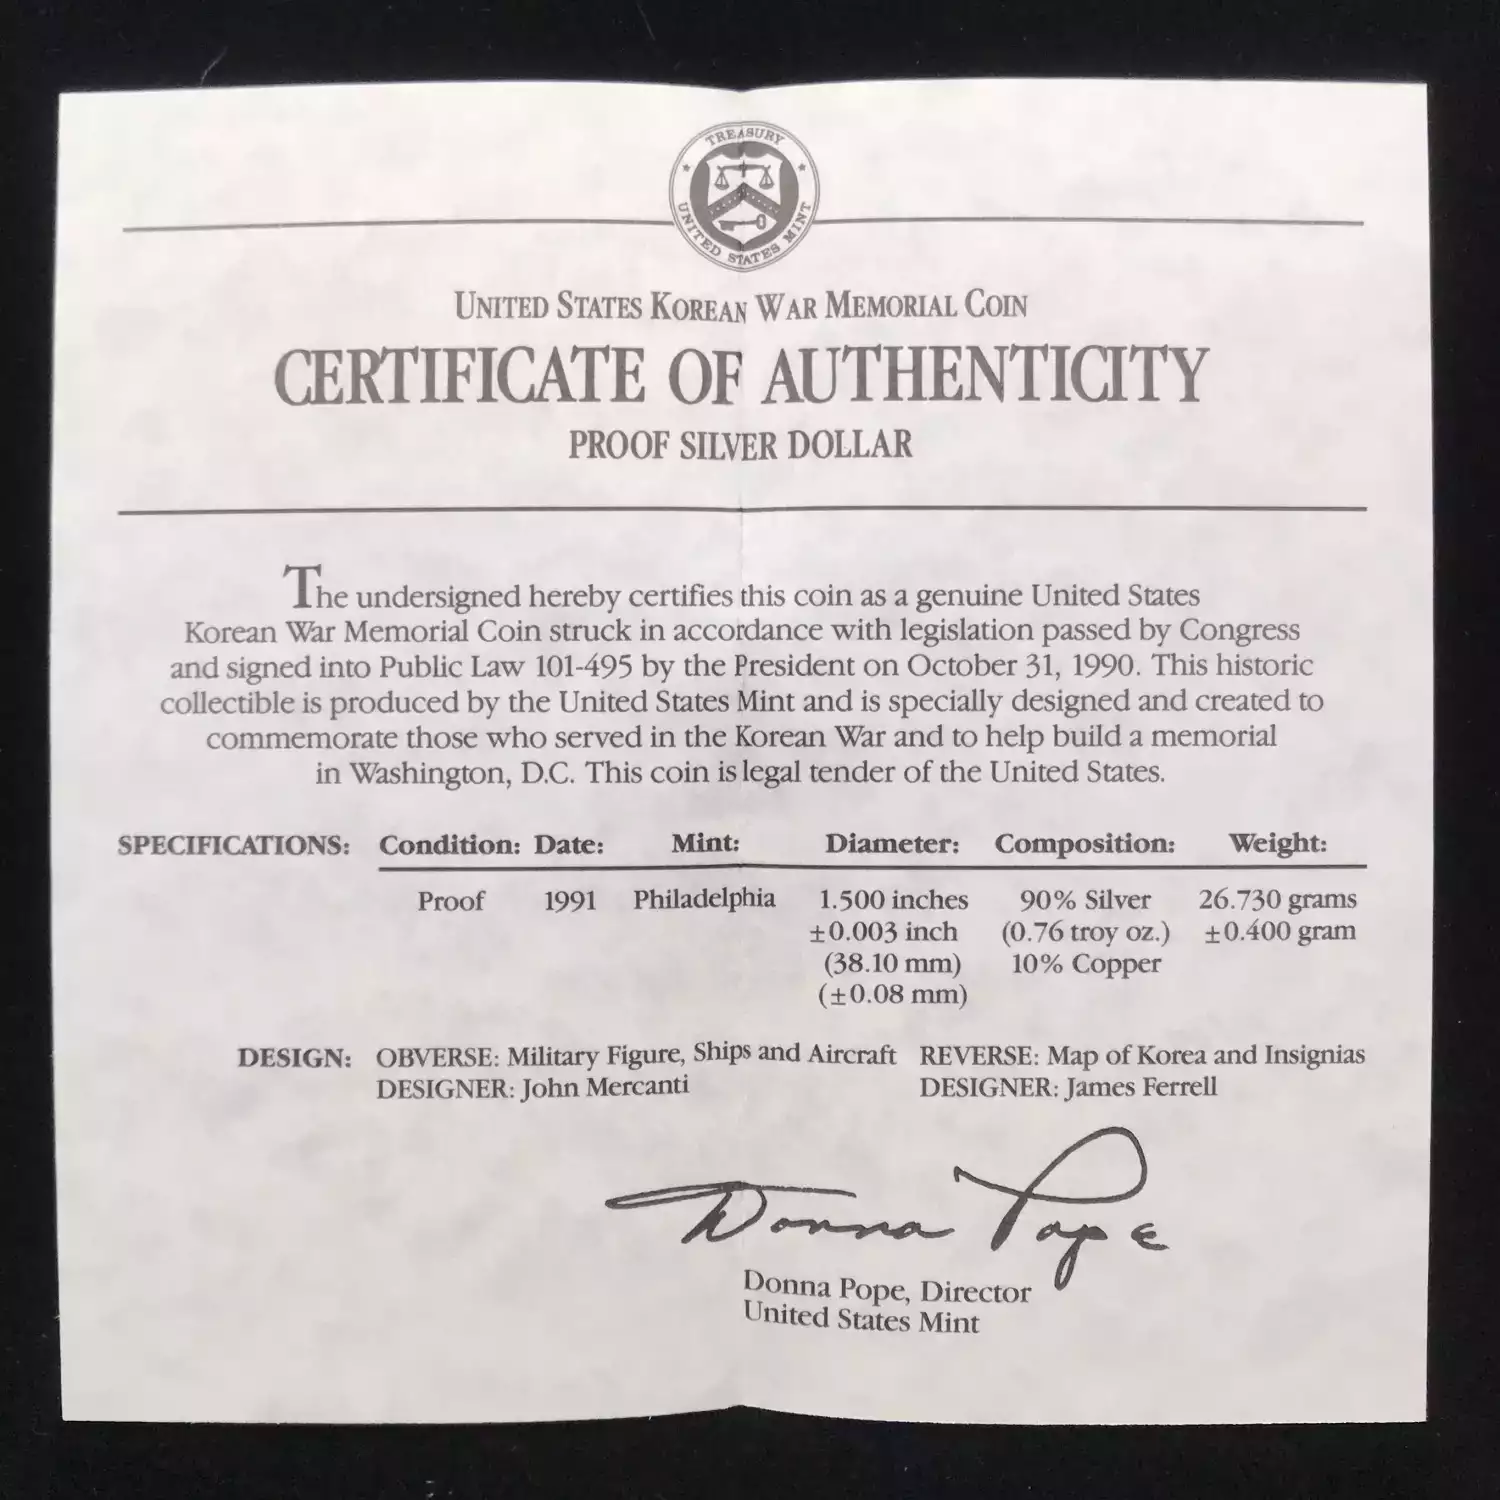 TREASURY
UNITED STATES MINT
UNITED STATES KOREAN WAR MEMORIAL COIN
CERTIFICATE OF AUTHENTICITY
PROOF SILVER DOLLAR
The undersigned hereby certifies this coin as a genuine United States
Korean War Memorial Coin struck in accordance with legislation passed by Congress
and signed into Public Law 101-495 by the President on October 31, 1990. This historic
collectible is produced by the United States Mint and is specially designed and created to
commemorate those who served in the Korean War and to help build a memorial
in Washington, D.C. This coin is legal tender of the United States.
SPECIFICATIONS: Condition: Date: Mint: Diameter: Composition: Weight:
Proof 1991 Philadelphia 1.500 inches 90% Silver 26.730 grams
±0.003 inch (0.76 troy oz.) ±0.400 gram
(38.10 mm) 10% Copper
(±0.08 mm)
DESIGN: OBVERSE: Military Figure, Ships and Aircraft REVERSE: Map of Korea and Insignias
DESIGNER: John Mercanti DESIGNER: James Ferrell
Donna Pope
Donna Pope, Director
United States Mint